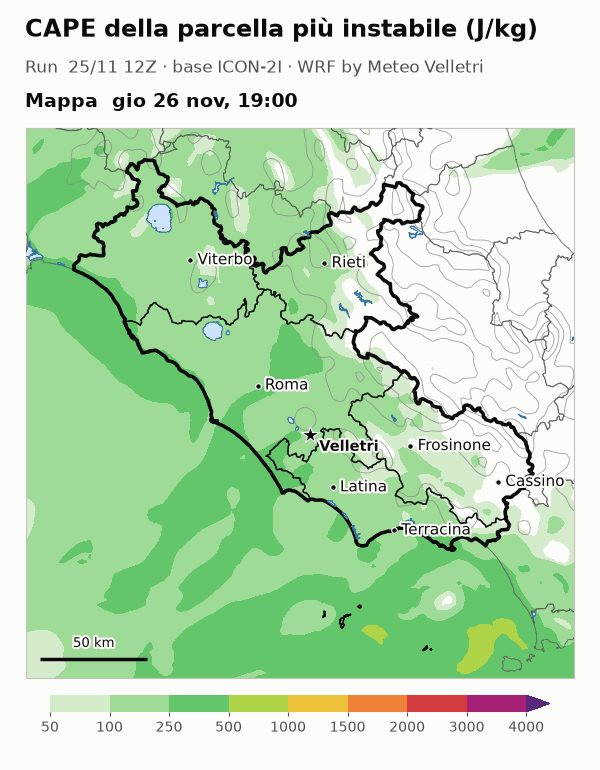 CAPE della parcella più instabile (J/kg)
Run  25/11 12Z · base ICON-2I · WRF by Meteo Velletri
Mappa  gio 26 nov, 19:00
Viterbo
Rieti
Roma
Velletri
Frosinone
Cassino
Latina
Terracina
50 km
50 100 250 500 1000 1500 2000 3000 4000